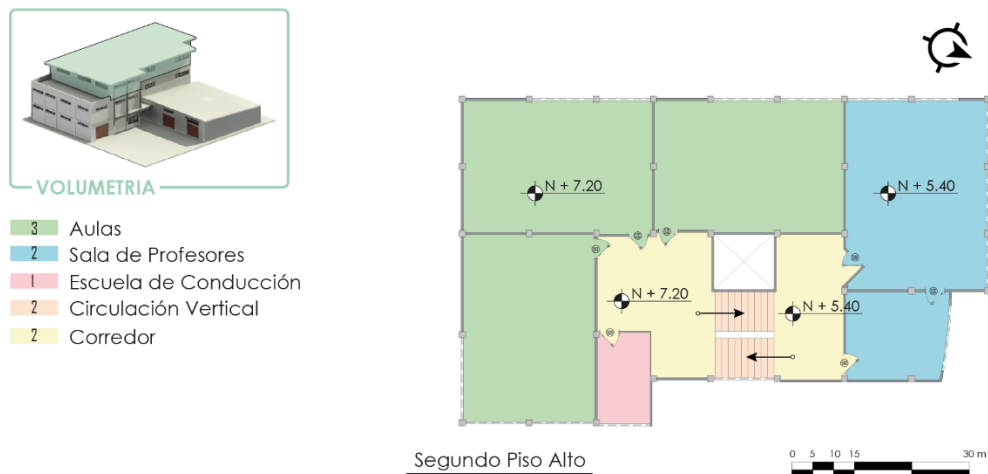 VOLUMETRIA
3 Aulas
2 Sala de Profesores
1 Escuela de Conducción
2 Circulación Vertical
2 Corredor
N + 7.20
N + 5.40
N + 7.20
N + 5.40
Segundo Piso Alto
0 5 10 15 30 m